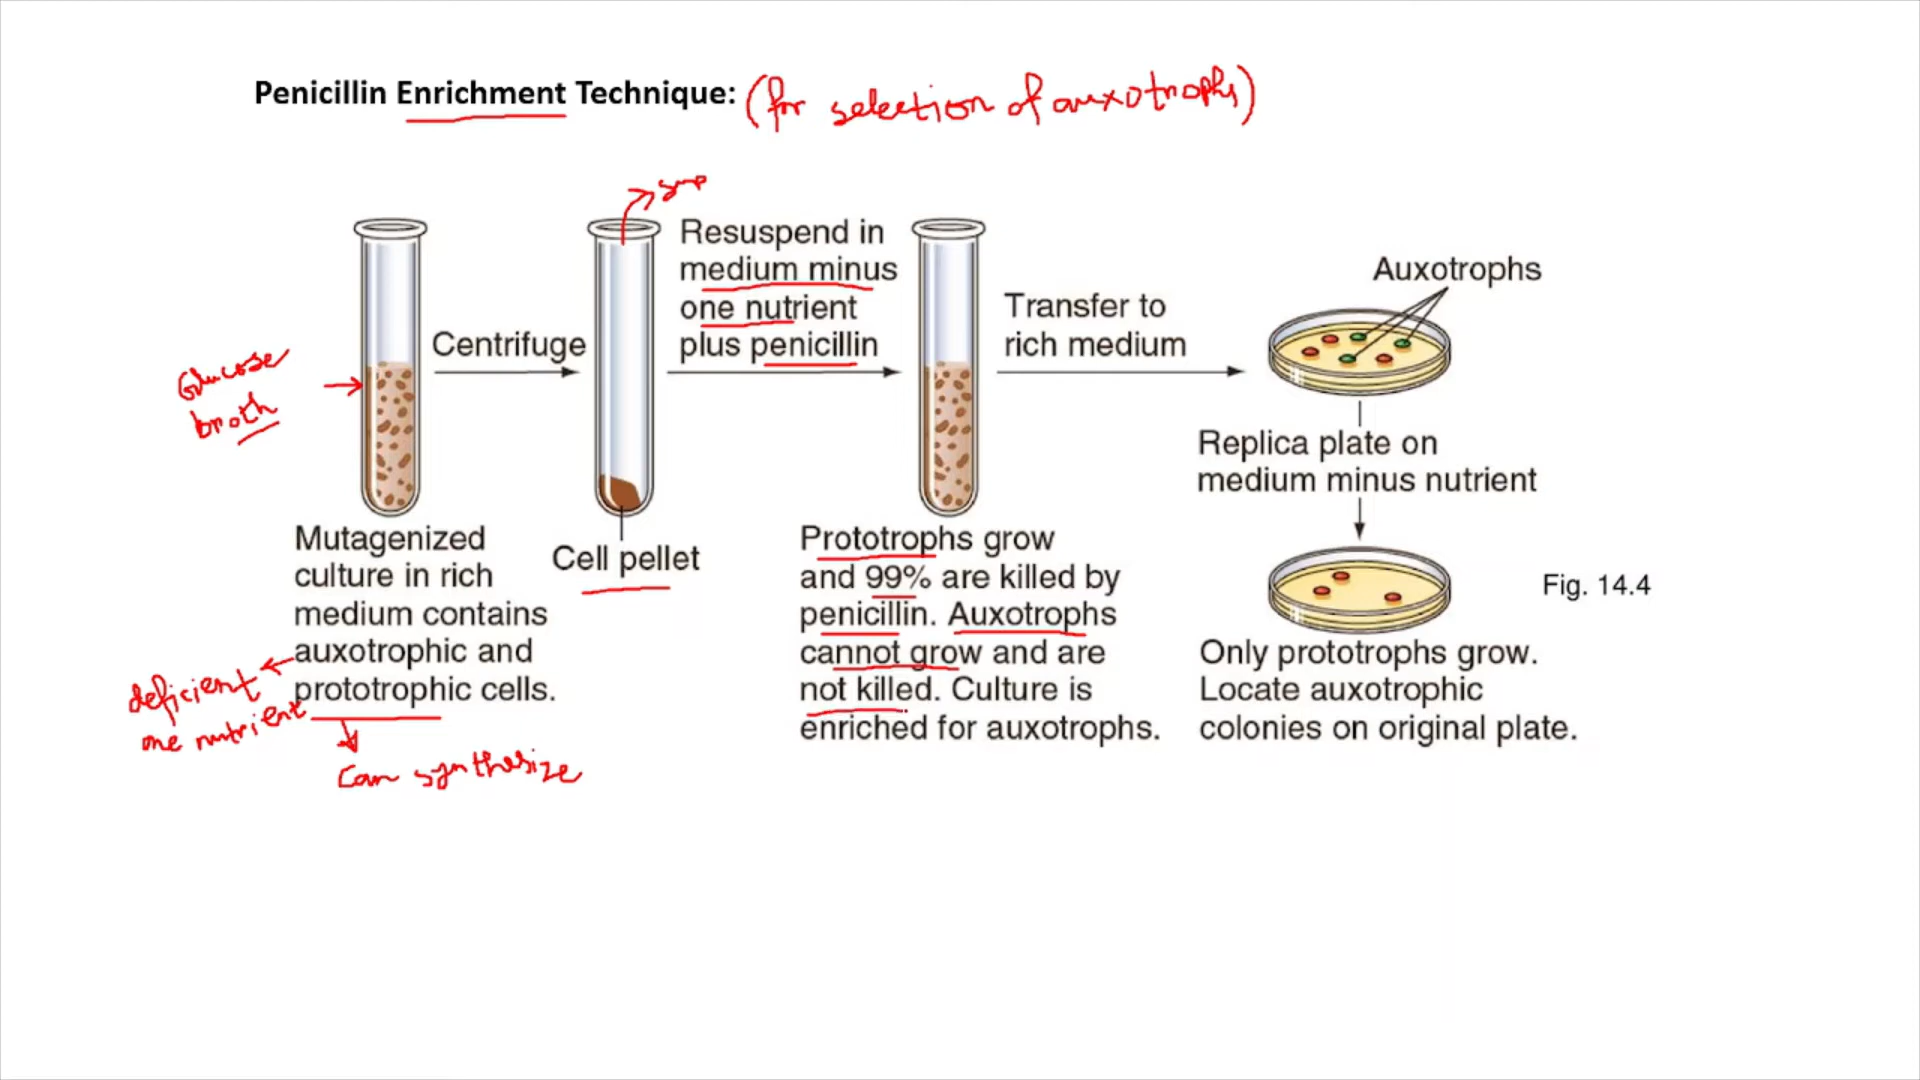 Penicillin Enrichment Technique: (for selection of auxotrophs)
sup
Resuspend in
medium minus
one nutrient
plus penicillin
Centrifuge
Transfer to
rich medium
Auxotrophs
Glucose
broth
Replica plate on
medium minus nutrient
Mutagenized
culture in rich
medium contains
auxotrophic and
prototrophic cells.
Cell pellet
Prototrophs grow
and 99% are killed by
penicillin. Auxotrophs
cannot grow and are
not killed. Culture is
enriched for auxotrophs.
Fig. 14.4
Only prototrophs grow.
Locate auxotrophic
colonies on original plate.
deficient
one nutrient
can synthesize